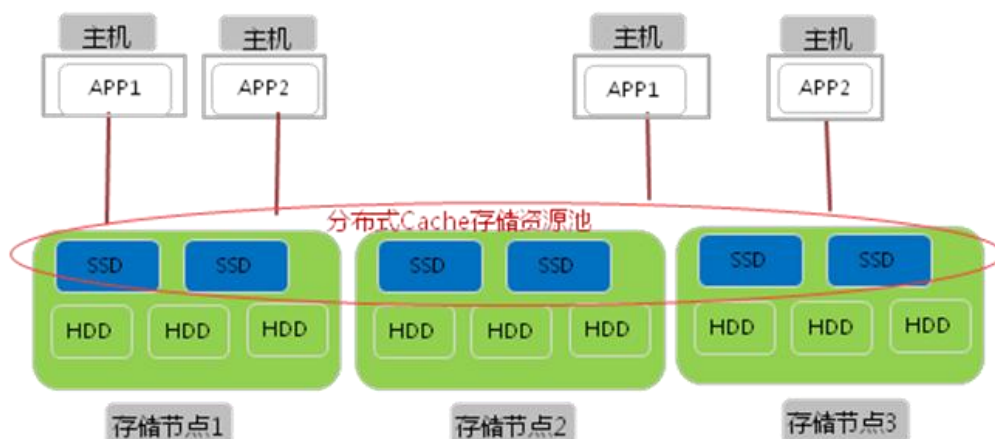 主机 主机 主机 主机
APP1 APP2 APP1 APP2
分布式Cache存储资源池
SSD SSD SSD SSD SSD SSD
HDD HDD HDD HDD HDD HDD HDD HDD HDD
存储节点1 存储节点2 存储节点3